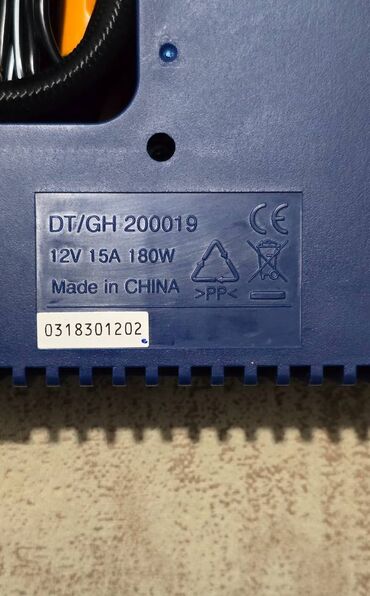 DT/GH 200019
12V 15A 180W
Made in CHINA
CE
>PP<
0318301202